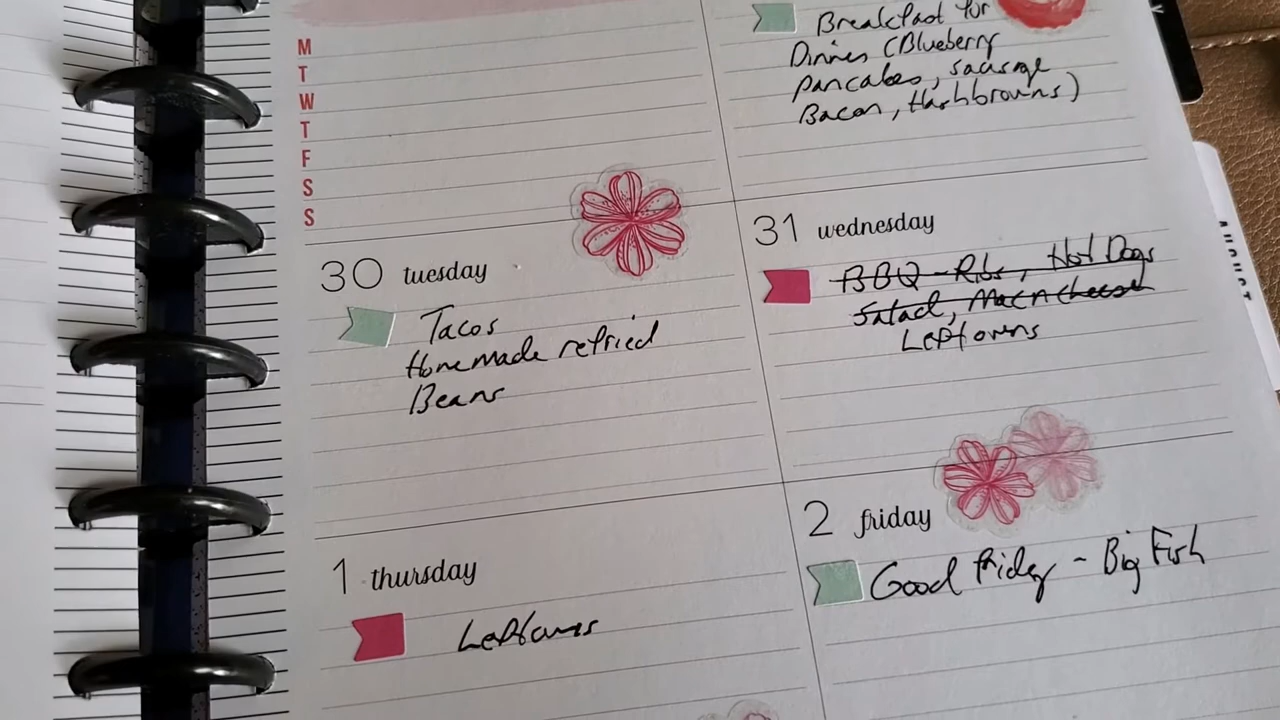 M
T
W
T
F
S
S
Breakfast for
Dinner (Blueberry
pancakes, sausage
Bacon, Hashbrowns)
30 tuesday
Tacos
Homemade refried
Beans
31 wednesday
BBQ - Ribs, Hot Dogs
Salad, Mac n cheese
Leftovers
1 thursday
Leftovers
2 friday
Good friday - Big Fish
AUGUST